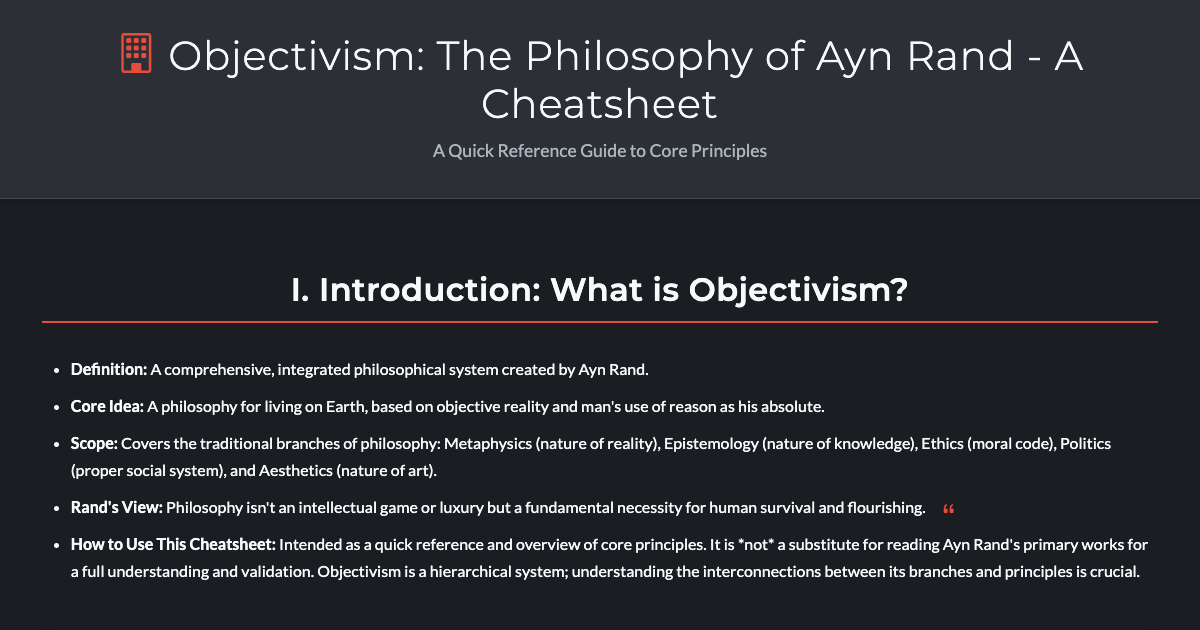 Objectivism: The Philosophy of Ayn Rand - A
Cheatsheet
A Quick Reference Guide to Core Principles
I. Introduction: What is Objectivism?
• Definition: A comprehensive, integrated philosophical system created by Ayn Rand.
• Core Idea: A philosophy for living on Earth, based on objective reality and man's use of reason as his absolute.
• Scope: Covers the traditional branches of philosophy: Metaphysics (nature of reality), Epistemology (nature of knowledge), Ethics (moral code), Politics
(proper social system), and Aesthetics (nature of art).
• Rand's View: Philosophy isn't an intellectual game or luxury but a fundamental necessity for human survival and flourishing. “
• How to Use This Cheatsheet: Intended as a quick reference and overview of core principles. It is *not* a substitute for reading Ayn Rand's primary works for
a full understanding and validation. Objectivism is a hierarchical system; understanding the interconnections between its branches and principles is crucial.